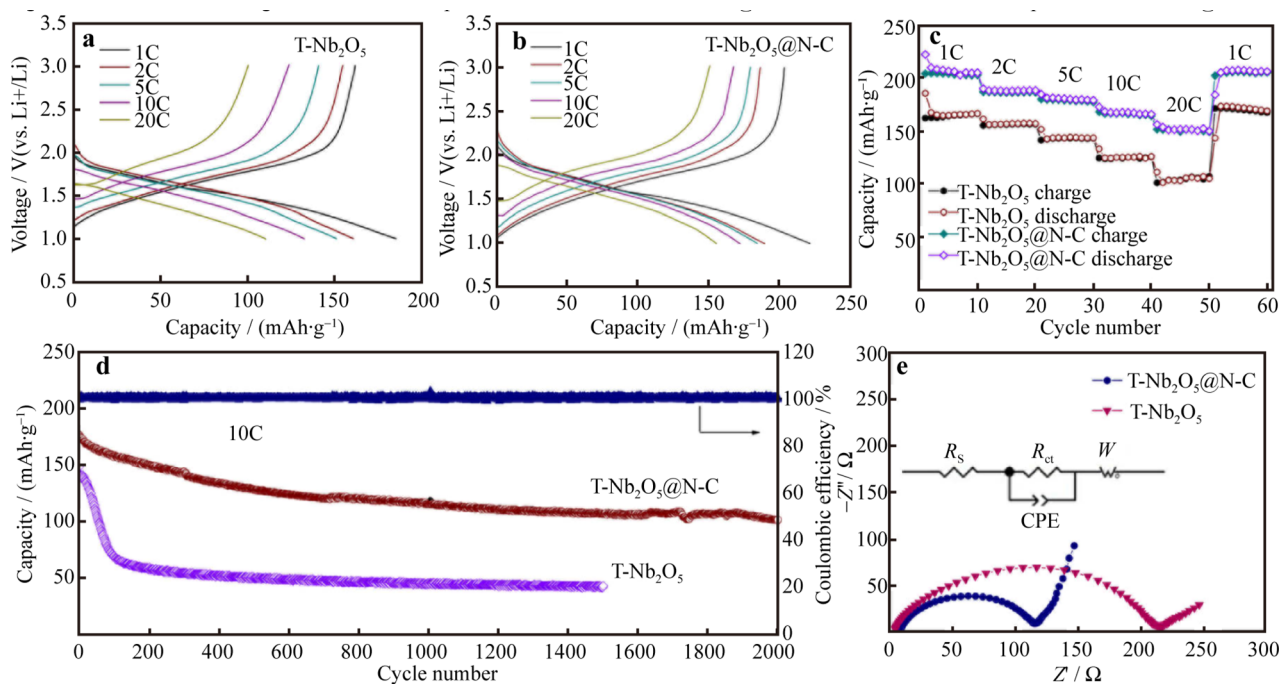 a
T-Nb₂O₅
1C
2C
5C
10C
20C
3.5
3.0
2.5
2.0
1.5
1.0
0.5
0
50
100
150
200
Voltage / V(vs. Li+/Li)
Capacity / (mAh·g⁻¹)
b
T-Nb₂O₅@N-C
1C
2C
5C
10C
20C
3.5
3.0
2.5
2.0
1.5
1.0
0.5
0
50
100
150
200
250
Voltage / V(vs. Li+/Li)
Capacity / (mAh·g⁻¹)
c
1C
2C
5C
10C
20C
1C
250
200
150
100
50
0
10
20
30
40
50
60
T-Nb₂O₅ charge
T-Nb₂O₅ discharge
T-Nb₂O₅@N-C charge
T-Nb₂O₅@N-C discharge
Capacity / (mAh·g⁻¹)
Cycle number
d
10C
T-Nb₂O₅@N-C
T-Nb₂O₅
250
200
150
100
50
0
200
400
600
800
1000
1200
1400
1600
1800
2000
120
100
80
60
40
20
0
Capacity / (mAh·g⁻¹)
Coulombic efficiency / %
Cycle number
e
T-Nb₂O₅@N-C
T-Nb₂O₅
Rₛ
R_ct
W
CPE
300
250
200
150
100
50
0
50
100
150
200
250
300
−Z''/ Ω
Z' / Ω